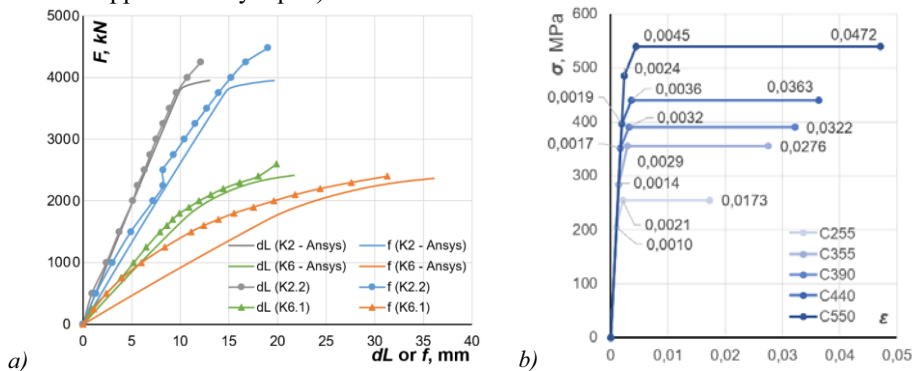 F, kN
5000
4000
3000
2000
1000
0
0 5 10 15 20 25 30 35 40
dL or f, mm
dL (K2 - Ansys) f (K2 - Ansys)
dL (K6 - Ansys) f (K6 - Ansys)
dL (K2.2) f (K2.2)
dL (K6.1) f (K6.1)
a)
σ, MPa
600
500
400
300
200
100
0
0 0,01 0,02 0,03 0,04 0,05
ε
0,0045 0,0472
0,0024
0,0019 0,0036 0,0363
0,0032 0,0322
0,0017 0,0276
0,0029
0,0014 0,0173
0,0021
0,0010
C255
C355
C390
C440
C550
b)